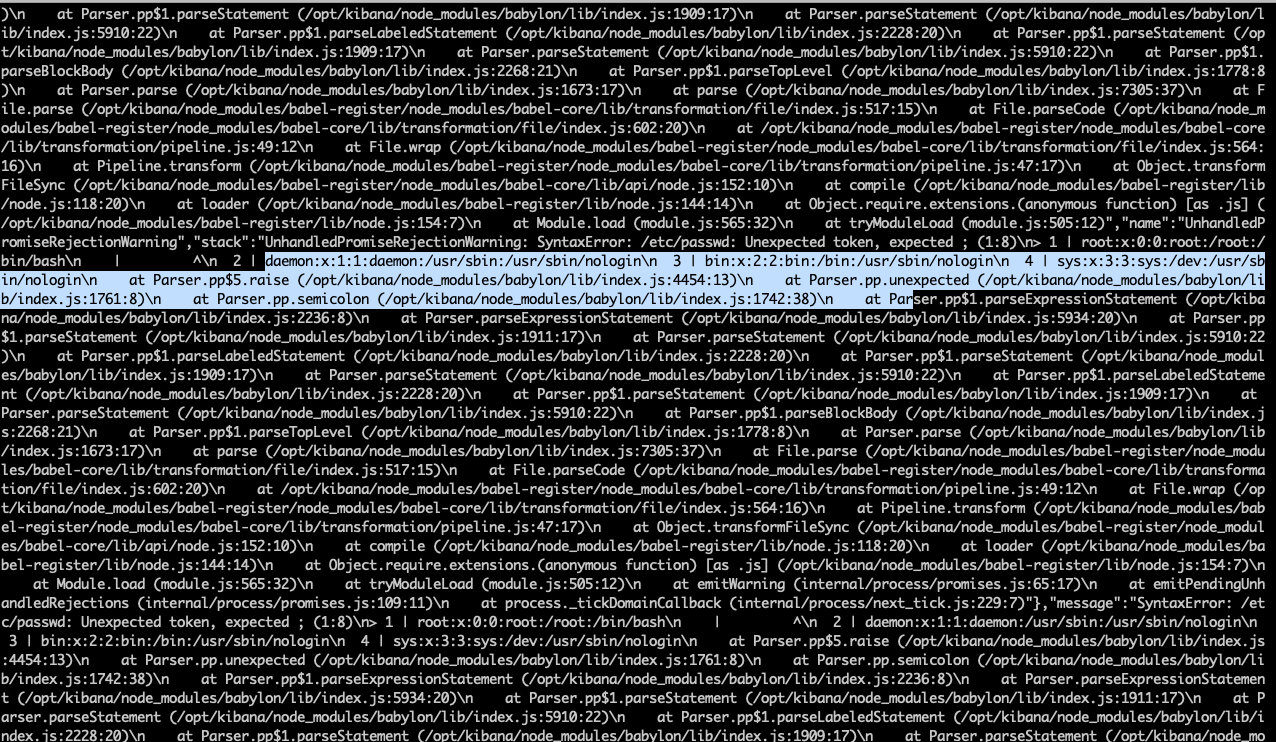 )\n    at Parser.pp$1.parseStatement (/opt/kibana/node_modules/babylon/lib/index.js:1909:17)\n    at Parser.parseStatement (/opt/kibana/node_modules/babylon/l
ib/index.js:5910:22)\n    at Parser.pp$1.parseLabeledStatement (/opt/kibana/node_modules/babylon/lib/index.js:2228:20)\n    at Parser.pp$1.parseStatement (/op
t/kibana/node_modules/babylon/lib/index.js:1909:17)\n    at Parser.parseStatement (/opt/kibana/node_modules/babylon/lib/index.js:5910:22)\n    at Parser.pp$1.
parseBlockBody (/opt/kibana/node_modules/babylon/lib/index.js:2268:21)\n    at Parser.pp$1.parseTopLevel (/opt/kibana/node_modules/babylon/lib/index.js:1778:8
)\n    at Parser.parse (/opt/kibana/node_modules/babylon/lib/index.js:1673:17)\n    at parse (/opt/kibana/node_modules/babylon/lib/index.js:7305:37)\n    at F
ile.parse (/opt/kibana/node_modules/babel-register/node_modules/babel-core/lib/transformation/file/index.js:517:15)\n    at File.parseCode (/opt/kibana/node_m
odules/babel-register/node_modules/babel-core/lib/transformation/file/index.js:602:20)\n    at /opt/kibana/node_modules/babel-register/node_modules/babel-core
/lib/transformation/pipeline.js:49:12\n    at File.wrap (/opt/kibana/node_modules/babel-register/node_modules/babel-core/lib/transformation/file/index.js:564:
16)\n    at Pipeline.transform (/opt/kibana/node_modules/babel-register/node_modules/babel-core/lib/transformation/pipeline.js:47:17)\n    at Object.transform
FileSync (/opt/kibana/node_modules/babel-register/node_modules/babel-core/lib/api/node.js:152:10)\n    at compile (/opt/kibana/node_modules/babel-register/lib
/node.js:118:20)\n    at loader (/opt/kibana/node_modules/babel-register/lib/node.js:144:14)\n    at Object.require.extensions.(anonymous function) [as .js] (
/opt/kibana/node_modules/babel-register/lib/node.js:154:7)\n    at Module.load (module.js:565:32)\n    at tryModuleLoad (module.js:505:12)","name":"UnhandledP
romiseRejectionWarning","stack":"UnhandledPromiseRejectionWarning: SyntaxError: /etc/passwd: Unexpected token, expected ; (1:8)\n> 1 | root:x:0:0:root:/root:/
bin/bash\n    |         ^\n  2 | daemon:x:1:1:daemon:/usr/sbin:/usr/sbin/nologin\n  3 | bin:x:2:2:bin:/bin:/usr/sbin/nologin\n  4 | sys:x:3:3:sys:/dev:/usr/sb
in/nologin\n    at Parser.pp$5.raise (/opt/kibana/node_modules/babylon/lib/index.js:4454:13)\n    at Parser.pp.unexpected (/opt/kibana/node_modules/babylon/li
b/index.js:1761:8)\n    at Parser.pp.semicolon (/opt/kibana/node_modules/babylon/lib/index.js:1742:38)\n    at Parser.pp$1.parseExpressionStatement (/opt/kiba
na/node_modules/babylon/lib/index.js:2236:8)\n    at Parser.parseExpressionStatement (/opt/kibana/node_modules/babylon/lib/index.js:5934:20)\n    at Parser.pp
$1.parseStatement (/opt/kibana/node_modules/babylon/lib/index.js:1911:17)\n    at Parser.parseStatement (/opt/kibana/node_modules/babylon/lib/index.js:5910:22
)\n    at Parser.pp$1.parseLabeledStatement (/opt/kibana/node_modules/babylon/lib/index.js:2228:20)\n    at Parser.pp$1.parseStatement (/opt/kibana/node_modul
es/babylon/lib/index.js:1909:17)\n    at Parser.parseStatement (/opt/kibana/node_modules/babylon/lib/index.js:5910:22)\n    at Parser.pp$1.parseLabeledStateme
nt (/opt/kibana/node_modules/babylon/lib/index.js:2228:20)\n    at Parser.pp$1.parseStatement (/opt/kibana/node_modules/babylon/lib/index.js:1909:17)\n    at
Parser.parseStatement (/opt/kibana/node_modules/babylon/lib/index.js:5910:22)\n    at Parser.pp$1.parseBlockBody (/opt/kibana/node_modules/babylon/lib/index.j
s:2268:21)\n    at Parser.pp$1.parseTopLevel (/opt/kibana/node_modules/babylon/lib/index.js:1778:8)\n    at Parser.parse (/opt/kibana/node_modules/babylon/lib
/index.js:1673:17)\n    at parse (/opt/kibana/node_modules/babylon/lib/index.js:7305:37)\n    at File.parse (/opt/kibana/node_modules/babel-register/node_modu
les/babel-core/lib/transformation/file/index.js:517:15)\n    at File.parseCode (/opt/kibana/node_modules/babel-register/node_modules/babel-core/lib/transforma
tion/file/index.js:602:20)\n    at /opt/kibana/node_modules/babel-register/node_modules/babel-core/lib/transformation/pipeline.js:49:12\n    at File.wrap (/op
t/kibana/node_modules/babel-register/node_modules/babel-core/lib/transformation/file/index.js:564:16)\n    at Pipeline.transform (/opt/kibana/node_modules/bab
el-register/node_modules/babel-core/lib/transformation/pipeline.js:47:17)\n    at Object.transformFileSync (/opt/kibana/node_modules/babel-register/node_modul
es/babel-core/lib/api/node.js:152:10)\n    at compile (/opt/kibana/node_modules/babel-register/lib/node.js:118:20)\n    at loader (/opt/kibana/node_modules/ba
bel-register/lib/node.js:144:14)\n    at Object.require.extensions.(anonymous function) [as .js] (/opt/kibana/node_modules/babel-register/lib/node.js:154:7)\n
    at Module.load (module.js:565:32)\n    at tryModuleLoad (module.js:505:12)\n    at emitWarning (internal/process/promises.js:65:17)\n    at emitPendingUnh
andledRejections (internal/process/promises.js:109:11)\n    at process._tickDomainCallback (internal/process/next_tick.js:229:7)"},"message":"SyntaxError: /et
c/passwd: Unexpected token, expected ; (1:8)\n> 1 | root:x:0:0:root:/root:/bin/bash\n    |         ^\n  2 | daemon:x:1:1:daemon:/usr/sbin:/usr/sbin/nologin\n
 3 | bin:x:2:2:bin:/bin:/usr/sbin/nologin\n  4 | sys:x:3:3:sys:/dev:/usr/sbin/nologin\n    at Parser.pp$5.raise (/opt/kibana/node_modules/babylon/lib/index.js
:4454:13)\n    at Parser.pp.unexpected (/opt/kibana/node_modules/babylon/lib/index.js:1761:8)\n    at Parser.pp.semicolon (/opt/kibana/node_modules/babylon/li
b/index.js:1742:38)\n    at Parser.pp$1.parseExpressionStatement (/opt/kibana/node_modules/babylon/lib/index.js:2236:8)\n    at Parser.parseExpressionStatemen
t (/opt/kibana/node_modules/babylon/lib/index.js:5934:20)\n    at Parser.pp$1.parseStatement (/opt/kibana/node_modules/babylon/lib/index.js:1911:17)\n    at P
arser.parseStatement (/opt/kibana/node_modules/babylon/lib/index.js:5910:22)\n    at Parser.pp$1.parseLabeledStatement (/opt/kibana/node_modules/babylon/lib/i
ndex.js:2228:20)\n    at Parser.pp$1.parseStatement (/opt/kibana/node_modules/babylon/lib/index.js:1909:17)\n    at Parser.parseStatement (/opt/kibana/node_mo